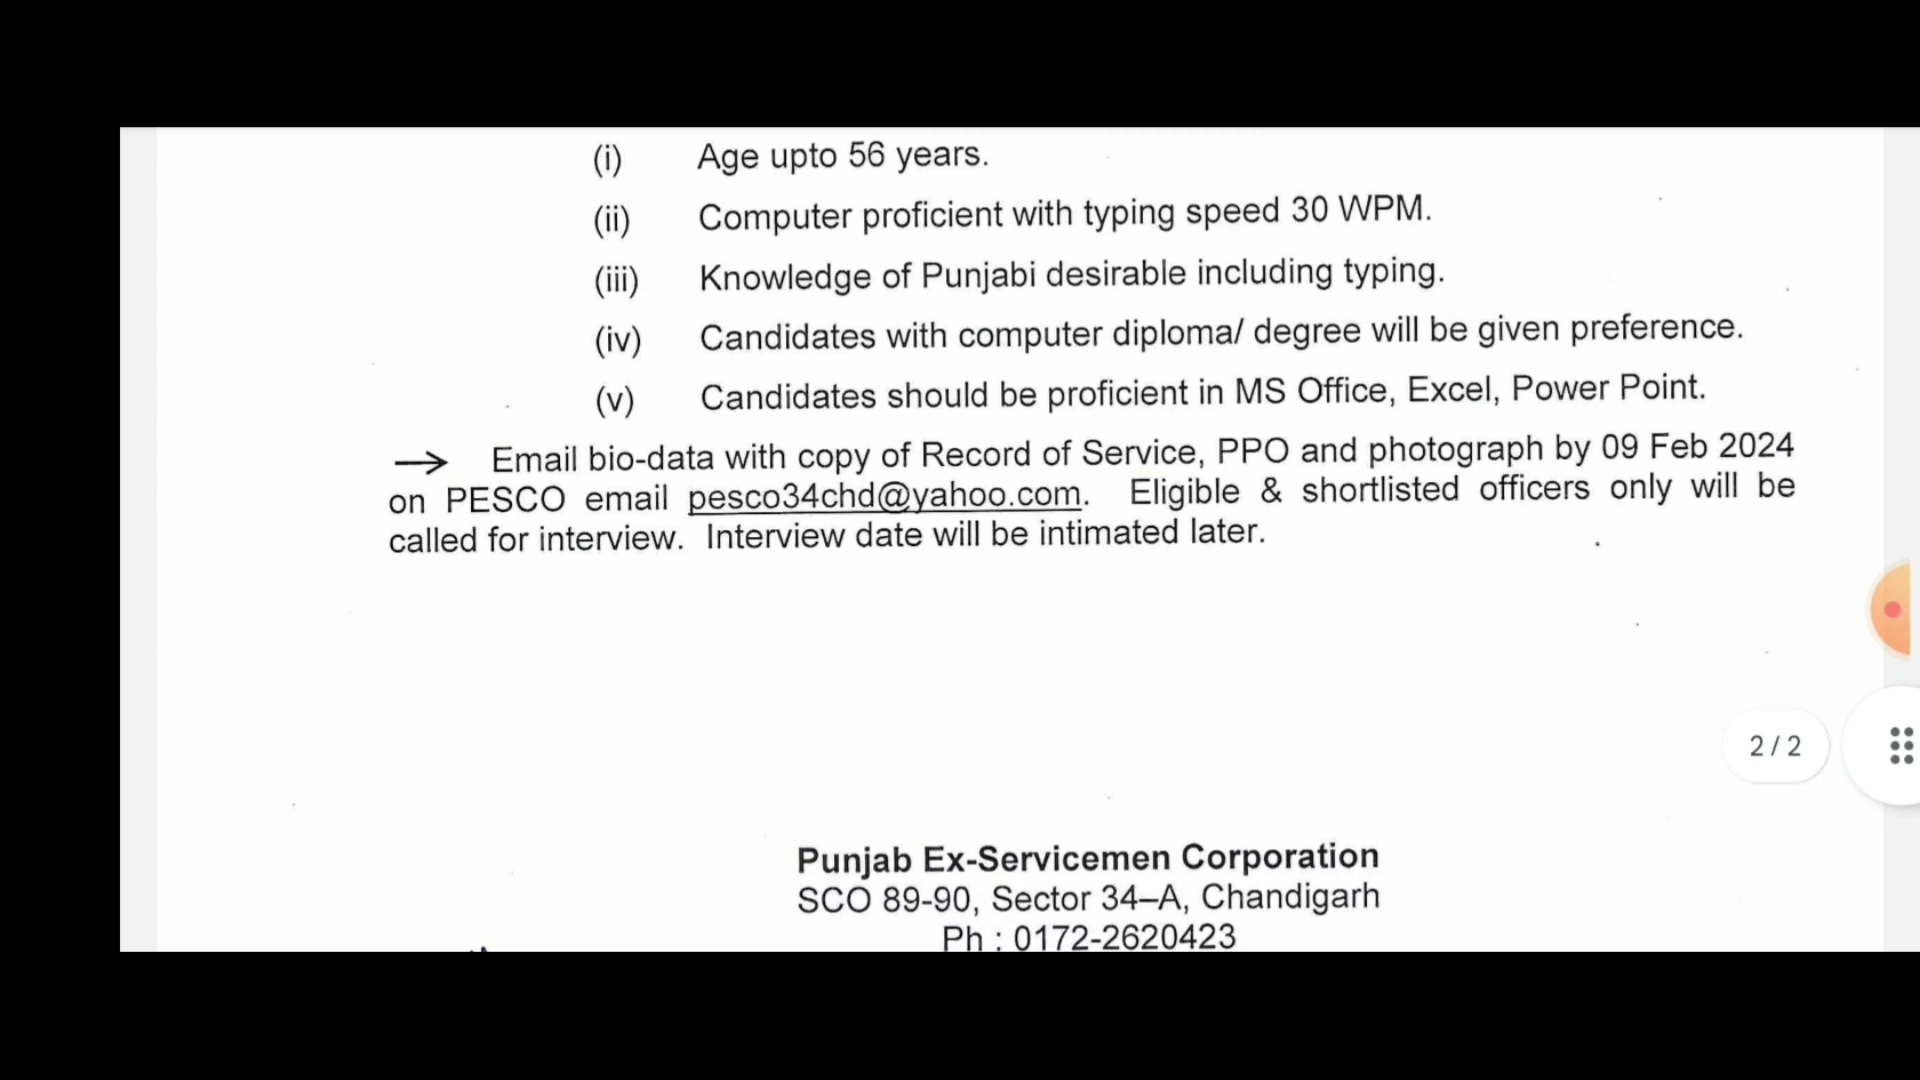 (i) Age upto 56 years.
(ii) Computer proficient with typing speed 30 WPM.
(iii) Knowledge of Punjabi desirable including typing.
(iv) Candidates with computer diploma/ degree will be given preference.
(v) Candidates should be proficient in MS Office, Excel, Power Point.
→ Email bio-data with copy of Record of Service, PPO and photograph by 09 Feb 2024
on PESCO email pesco34chd@yahoo.com. Eligible & shortlisted officers only will be
called for interview. Interview date will be intimated later.
2 / 2
Punjab Ex-Servicemen Corporation
SCO 89-90, Sector 34–A, Chandigarh
Ph : 0172-2620423